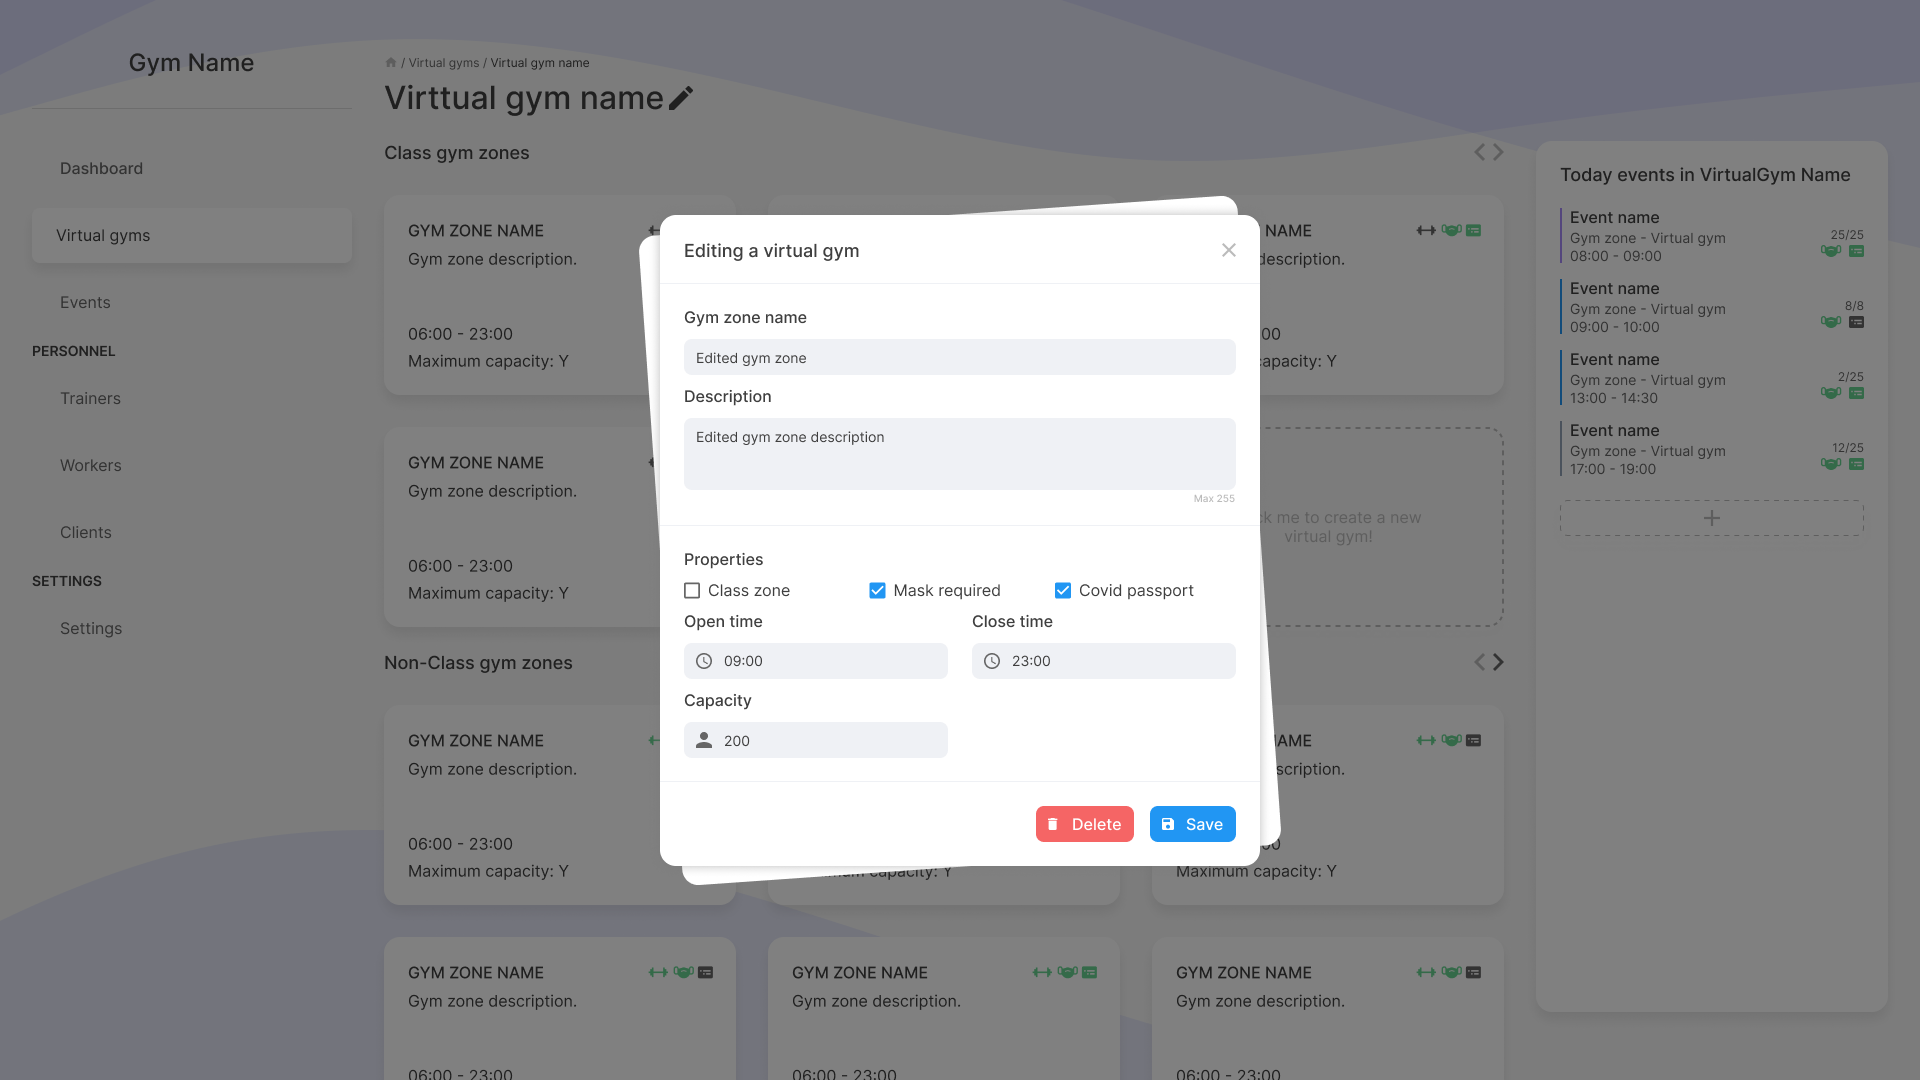 Gym Name
Dashboard
Virtual gyms
Events
PERSONNEL
Trainers
Workers
Clients
SETTINGS
Settings
/ Virtual gyms / Virtual gym name
Virttual gym name
Class gym zones
GYM ZONE NAME
Gym zone description.
06:00 - 23:00
Maximum capacity: Y
NAME
description.
00
apacity: Y
GYM ZONE NAME
Gym zone description.
06:00 - 23:00
Maximum capacity: Y
ck me to create a new
virtual gym!
Non-Class gym zones
GYM ZONE NAME
Gym zone description.
06:00 - 23:00
Maximum capacity: Y
mum capacity: Y
AME
scription.
00
Maximum capacity: Y
GYM ZONE NAME
Gym zone description.
06:00 - 23:00
GYM ZONE NAME
Gym zone description.
06:00 - 23:00
GYM ZONE NAME
Gym zone description.
06:00 - 23:00
Editing a virtual gym
Gym zone name
Edited gym zone
Description
Edited gym zone description
Max 255
Properties
Class zone
Mask required
Covid passport
Open time
Close time
09:00
23:00
Capacity
200
Delete
Save
Today events in VirtualGym Name
Event name
Gym zone - Virtual gym
25/25
08:00 - 09:00
Event name
Gym zone - Virtual gym
8/8
09:00 - 10:00
Event name
Gym zone - Virtual gym
2/25
13:00 - 14:30
Event name
Gym zone - Virtual gym
12/25
17:00 - 19:00